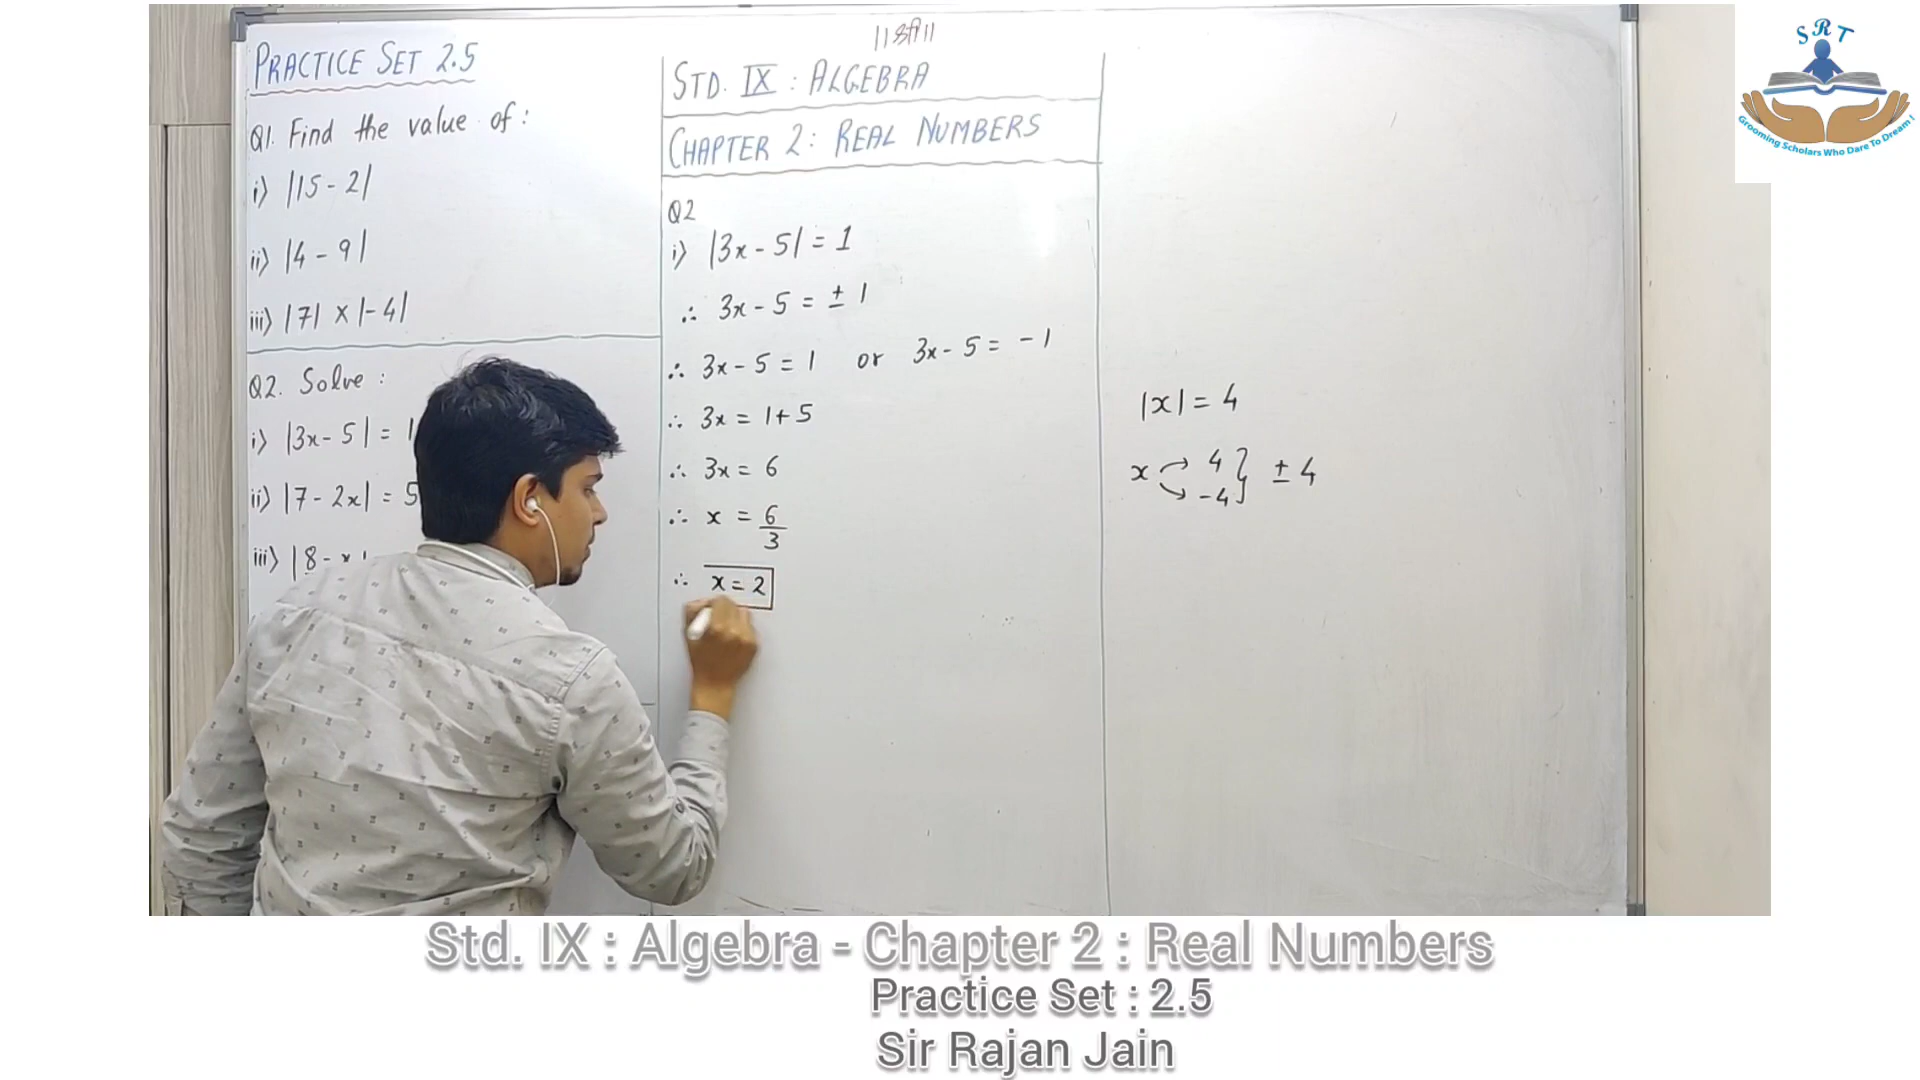 ||श्री||
PRACTICE SET 2.5
Q1. Find the value of :
i) |15 - 2|
ii) |4 - 9|
iii) |7| × |-4|
Q2. Solve :
i) |3x - 5| = 1
ii) |7 - 2x| = 5
iii) |8 - x
STD. IX : ALGEBRA
CHAPTER 2 : REAL NUMBERS
Q2
i) |3x - 5| = 1
∴ 3x - 5 = ± 1
∴ 3x - 5 = 1 or 3x - 5 = -1
∴ 3x = 1 + 5
∴ 3x = 6
∴ x = 6/3
∴ x = 2
|x| = 4
x → 4 } ± 4
→ -4
SRT
Grooming Scholars Who Dare To Dream !
Std. IX : Algebra - Chapter 2 : Real Numbers
Practice Set : 2.5
Sir Rajan Jain